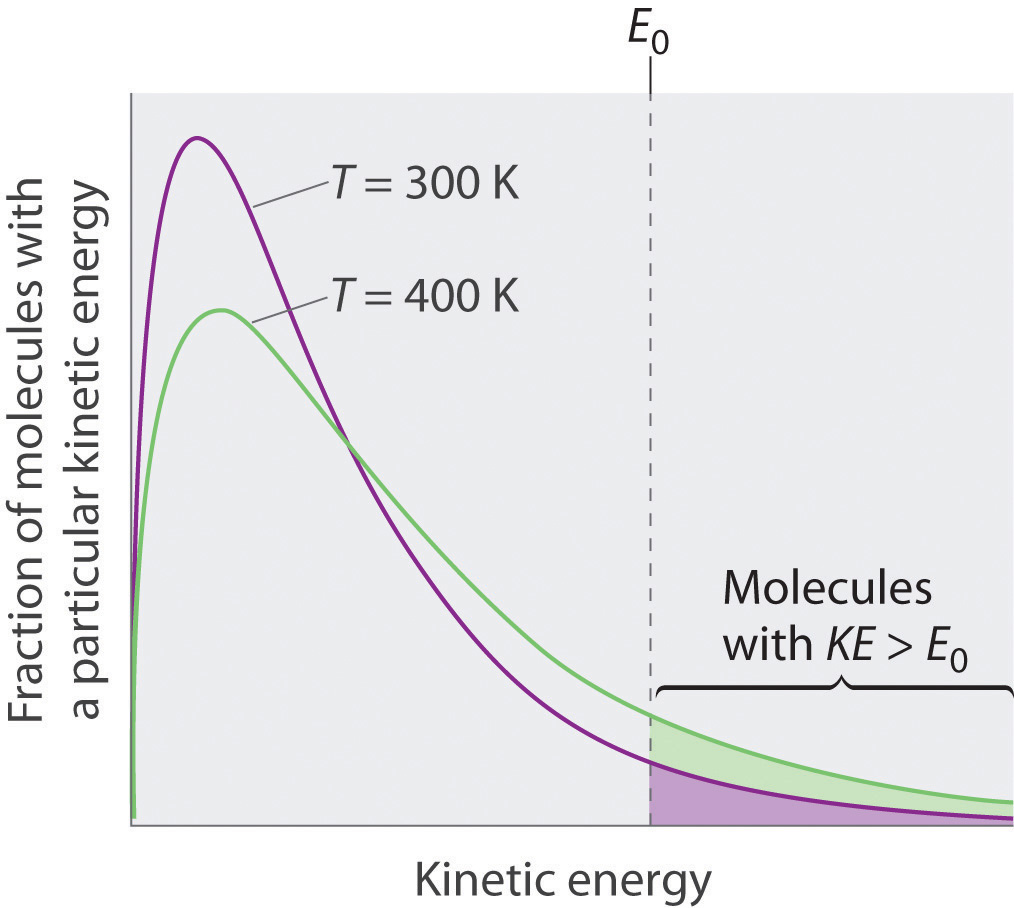 E₀
T = 300 K
T = 400 K
Fraction of molecules with
a particular kinetic energy
Molecules
with KE > E₀
Kinetic energy